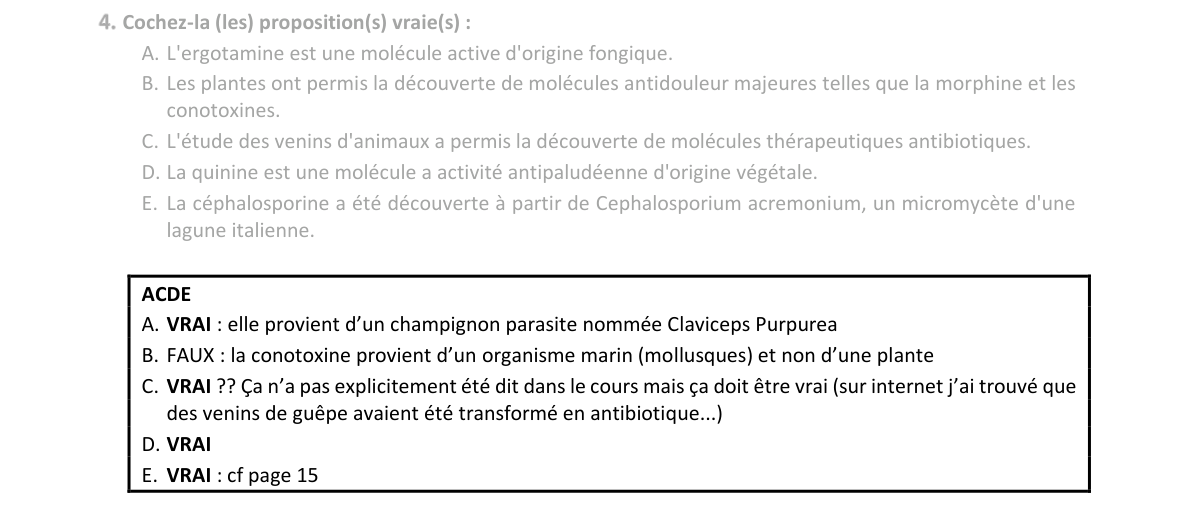 4. Cochez-la (les) proposition(s) vraie(s) :
A. L'ergotamine est une molécule active d'origine fongique.
B. Les plantes ont permis la découverte de molécules antidouleur majeures telles que la morphine et les
conotoxines.
C. L'étude des venins d'animaux a permis la découverte de molécules thérapeutiques antibiotiques.
D. La quinine est une molécule a activité antipaludéenne d'origine végétale.
E. La céphalosporine a été découverte à partir de Cephalosporium acremonium, un micromycète d'une
lagune italienne.
ACDE
A. VRAI : elle provient d’un champignon parasite nommée Claviceps Purpurea
B. FAUX : la conotoxine provient d’un organisme marin (mollusques) et non d’une plante
C. VRAI ?? Ça n’a pas explicitement été dit dans le cours mais ça doit être vrai (sur internet j’ai trouvé que
des venins de guêpe avaient été transformé en antibiotique...)
D. VRAI
E. VRAI : cf page 15